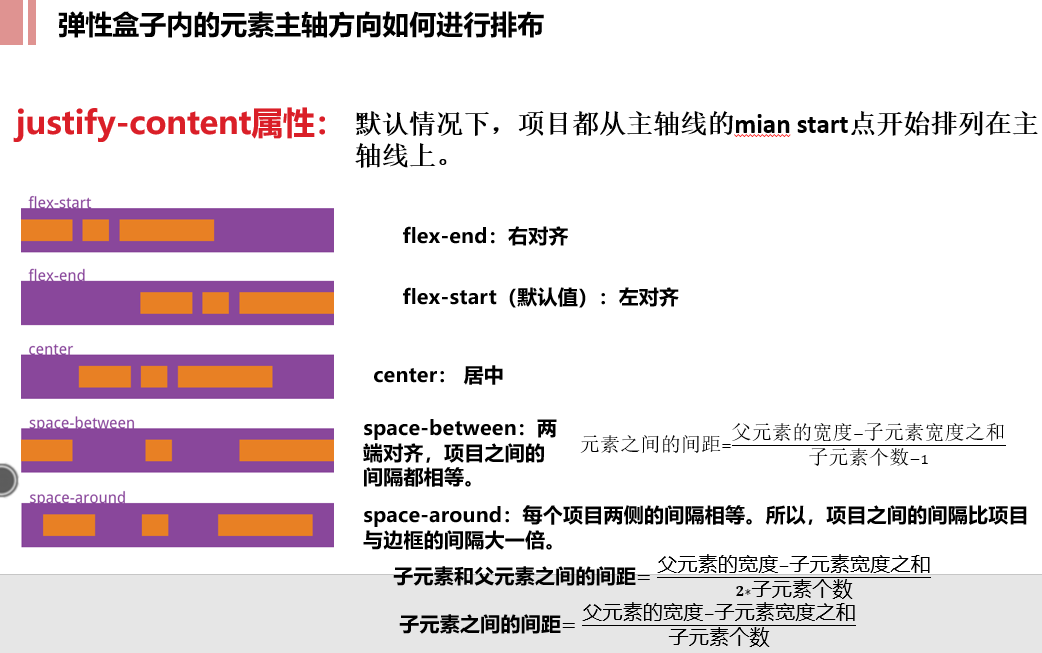 弹性盒子内的元素主轴方向如何进行排布
justify-content属性：
默认情况下，项目都从主轴线的mian start点开始排列在主
轴线上。
flex-start
flex-end：右对齐
flex-end
flex-start（默认值）：左对齐
center
center： 居中
space-between
space-between：两
端对齐，项目之间的
间隔都相等。
元素之间的间距=父元素的宽度−子元素宽度之和
子元素个数−1
space-around
space-around：每个项目两侧的间隔相等。所以，项目之间的间隔比项目
与边框的间隔大一倍。
子元素和父元素之间的间距=父元素的宽度−子元素宽度之和
2*子元素个数
子元素之间的间距=父元素的宽度−子元素宽度之和
子元素个数